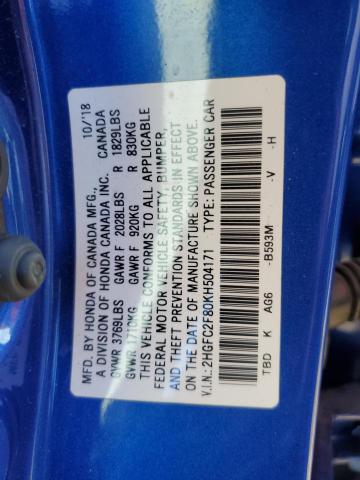 MFD. BY HONDA OF CANADA MFG., 10/'18
A DIVISION OF HONDA CANADA INC. CANADA
GVWR 3769LBS GAWR F 2028LBS R 1829LBS
GVWR 1710KG GAWR F 920KG R 830KG
THIS VEHICLE CONFORMS TO ALL APPLICABLE
FEDERAL MOTOR VEHICLE SAFETY, BUMPER,
AND THEFT PREVENTION STANDARDS IN EFFECT
ON THE DATE OF MANUFACTURE SHOWN ABOVE.
V.I.N.: 2HGFC2F80KH504171 TYPE: PASSENGER CAR
TBD K AG6 -B593M -V -H